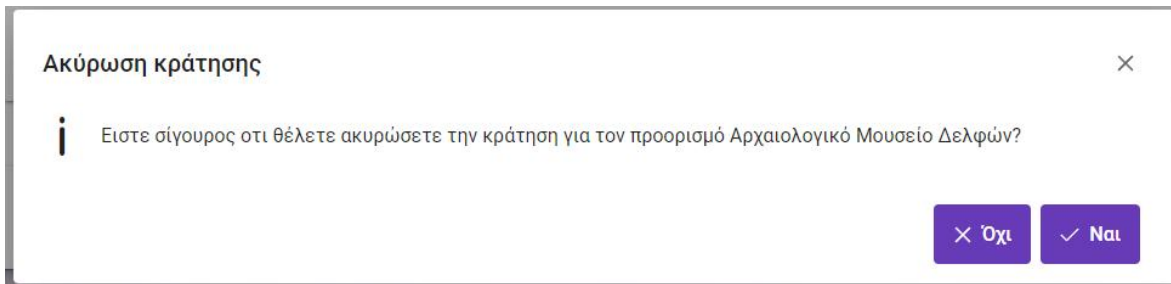 Ακύρωση κράτησης
Ειστε σίγουρος οτι θέλετε ακυρώσετε την κράτηση για τον προορισμό Αρχαιολογικό Μουσείο Δελφών?
Όχι Ναι